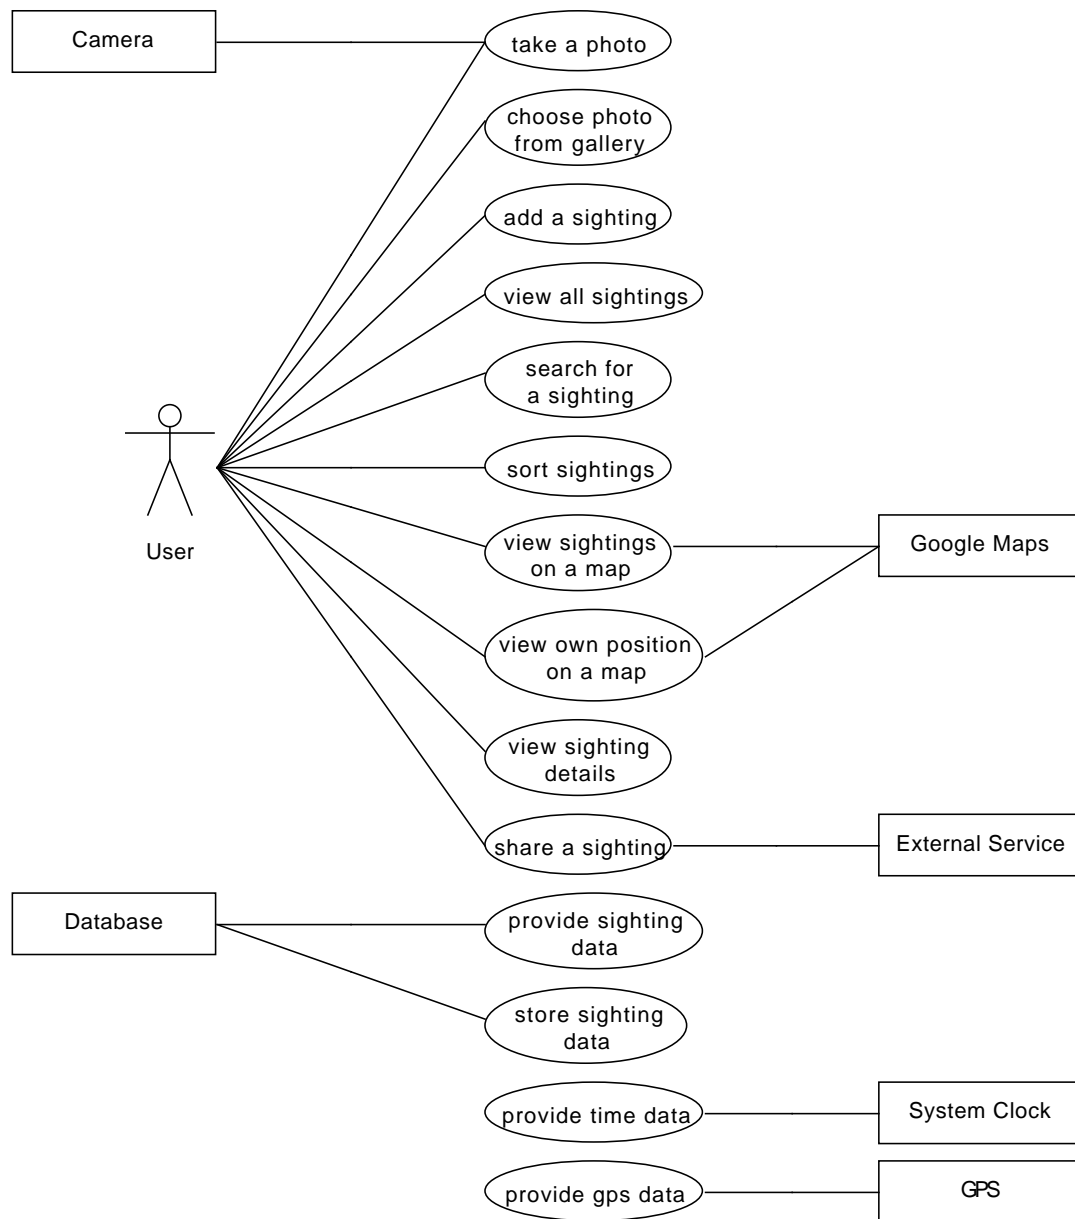 Camera
take a photo
choose photo
from gallery
add a sighting
view all sightings
search for
a sighting
sort sightings
User
view sightings
on a map
Google Maps
view own position
on a map
view sighting
details
share a sighting
External Service
Database
provide sighting
data
store sighting
data
provide time data
System Clock
provide gps data
GPS